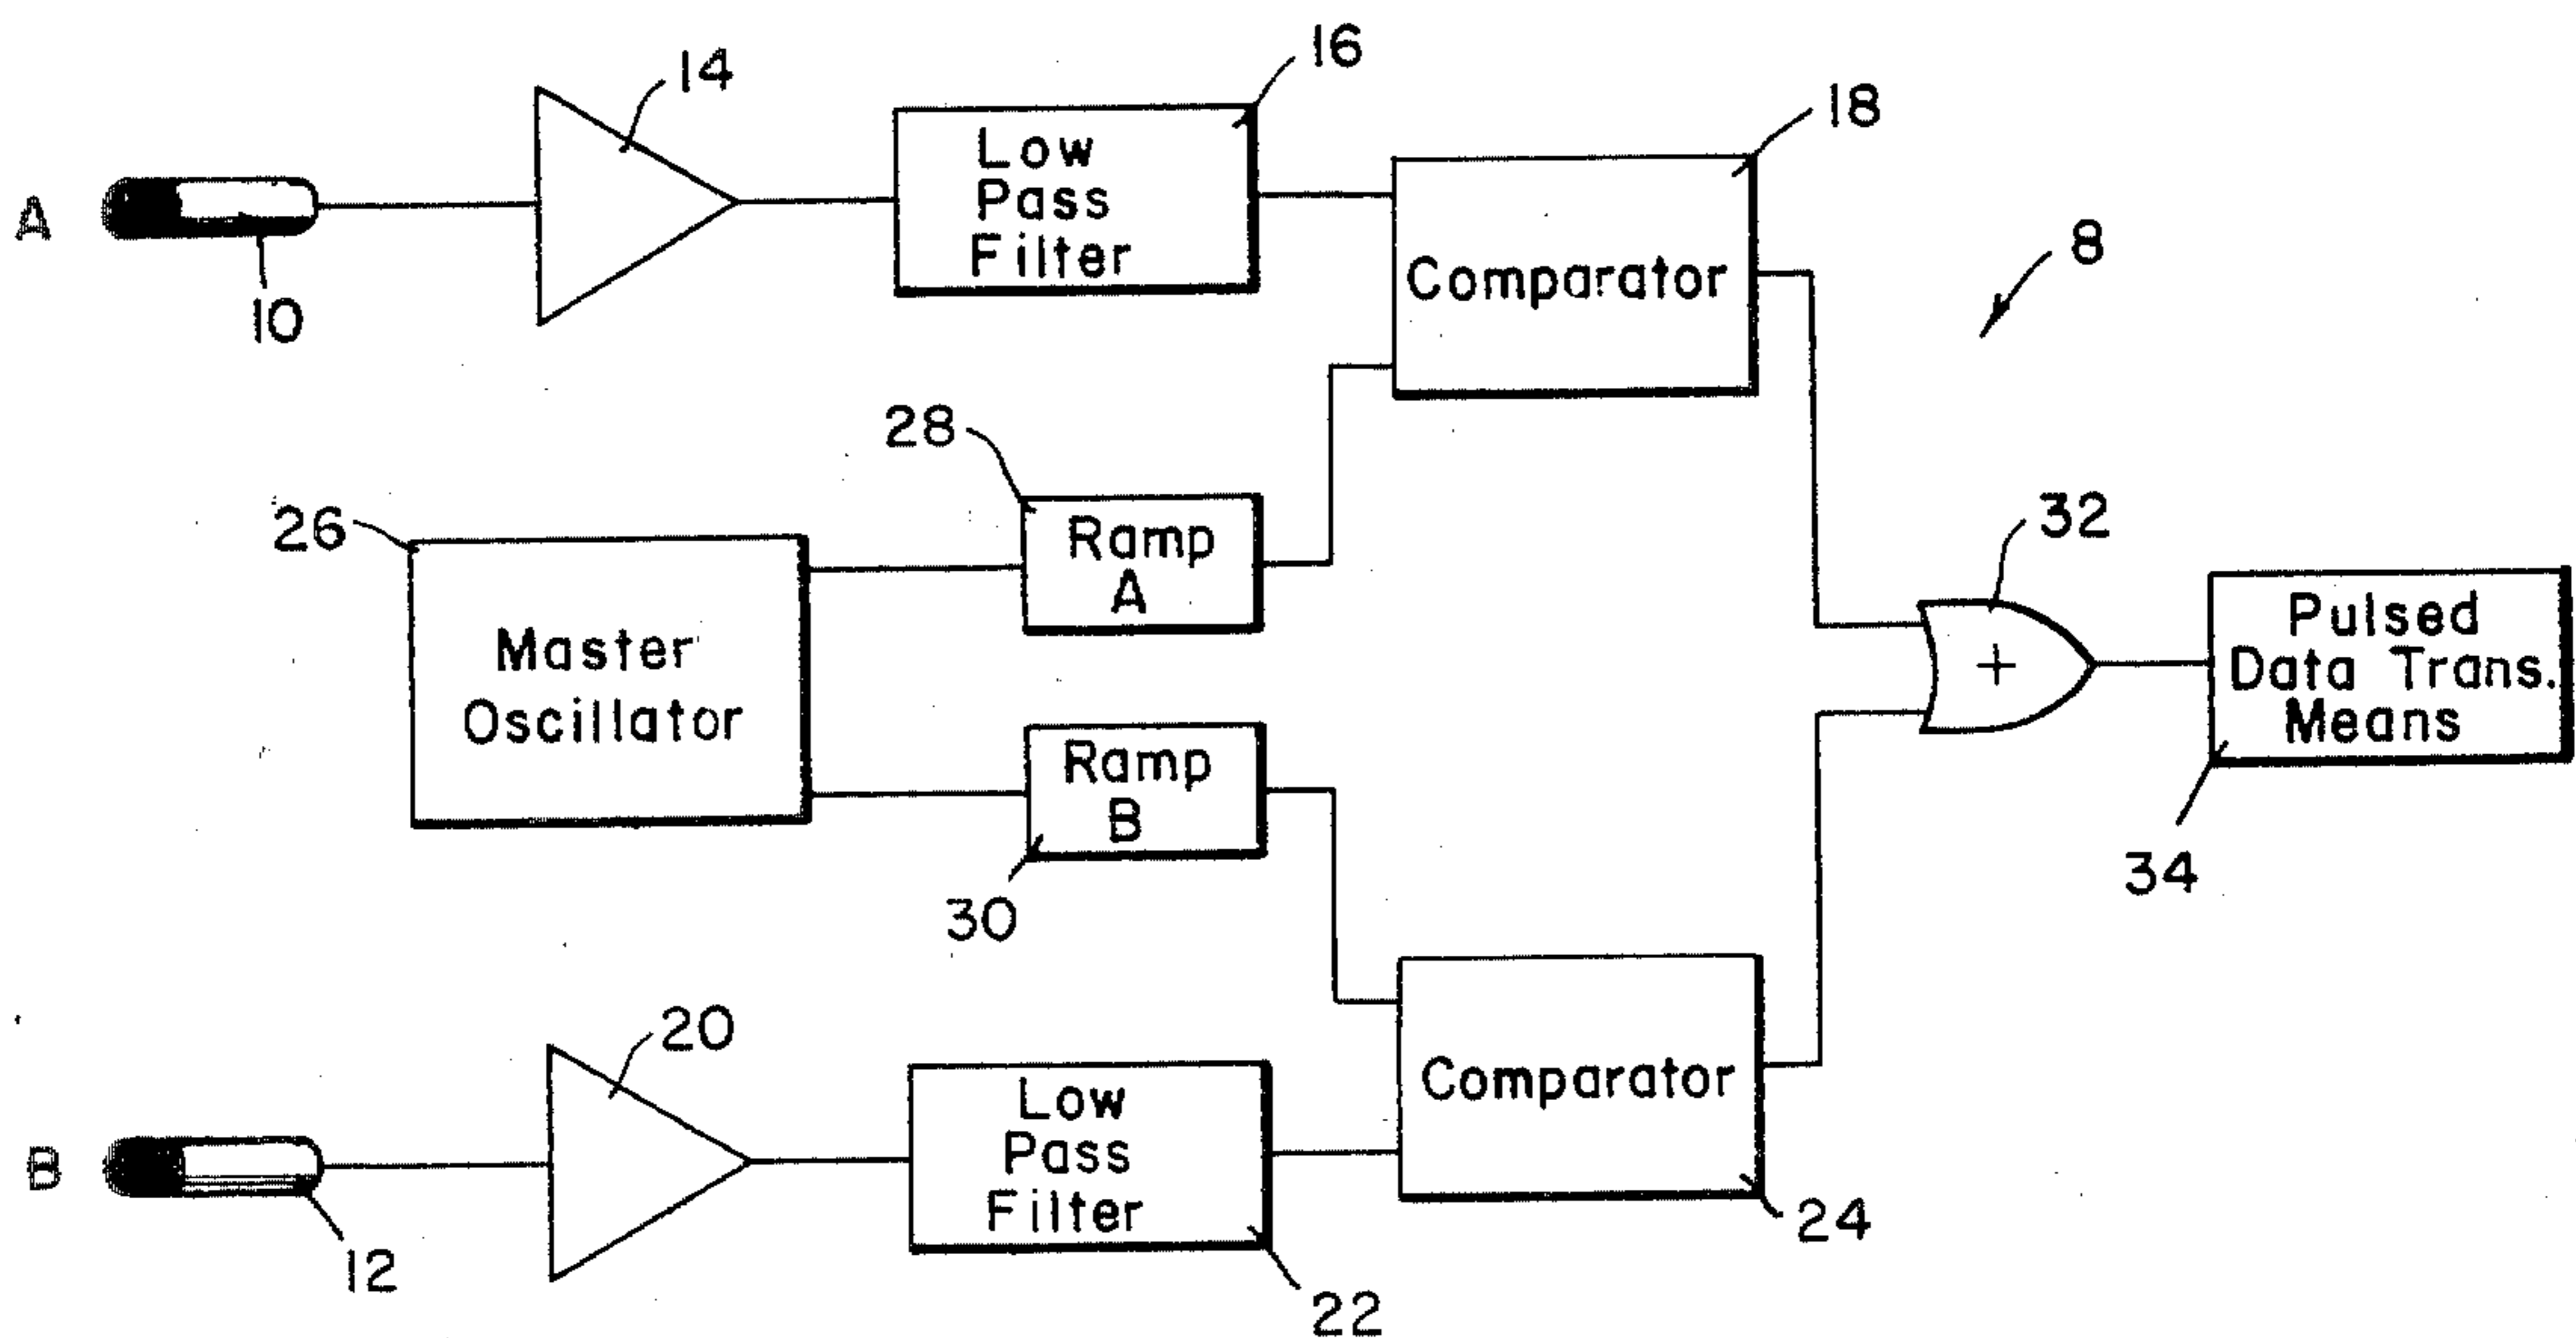 16
14
18
Low
Pass
Filter
A
8
10
Comparator
28
26
Ramp
A
32
Master
Oscillator
Pulsed
Data Trans.
Means
Ramp
B
34
30
20
Comparator
Low
Pass
Filter
B
24
12
22